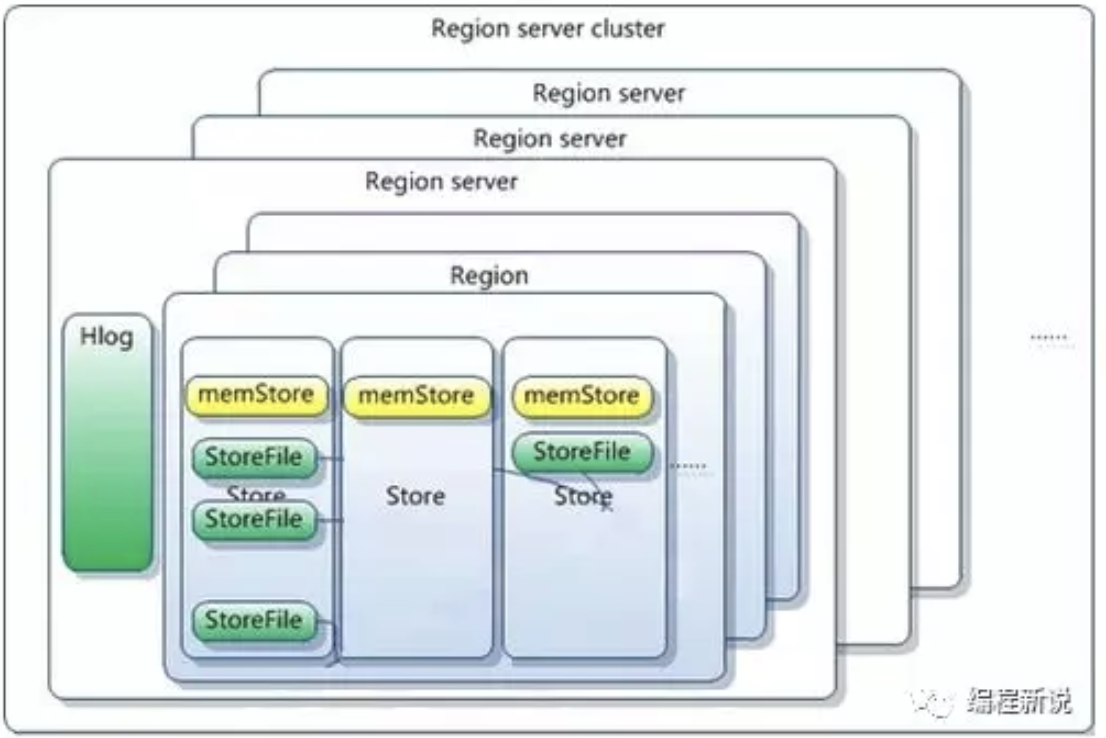 Region server cluster
Region server
Region server
Region server
Region
Hlog
memStore
memStore
memStore
StoreFile
StoreFile
Store
Store
Store
StoreFile
StoreFile
......
......
编程新说